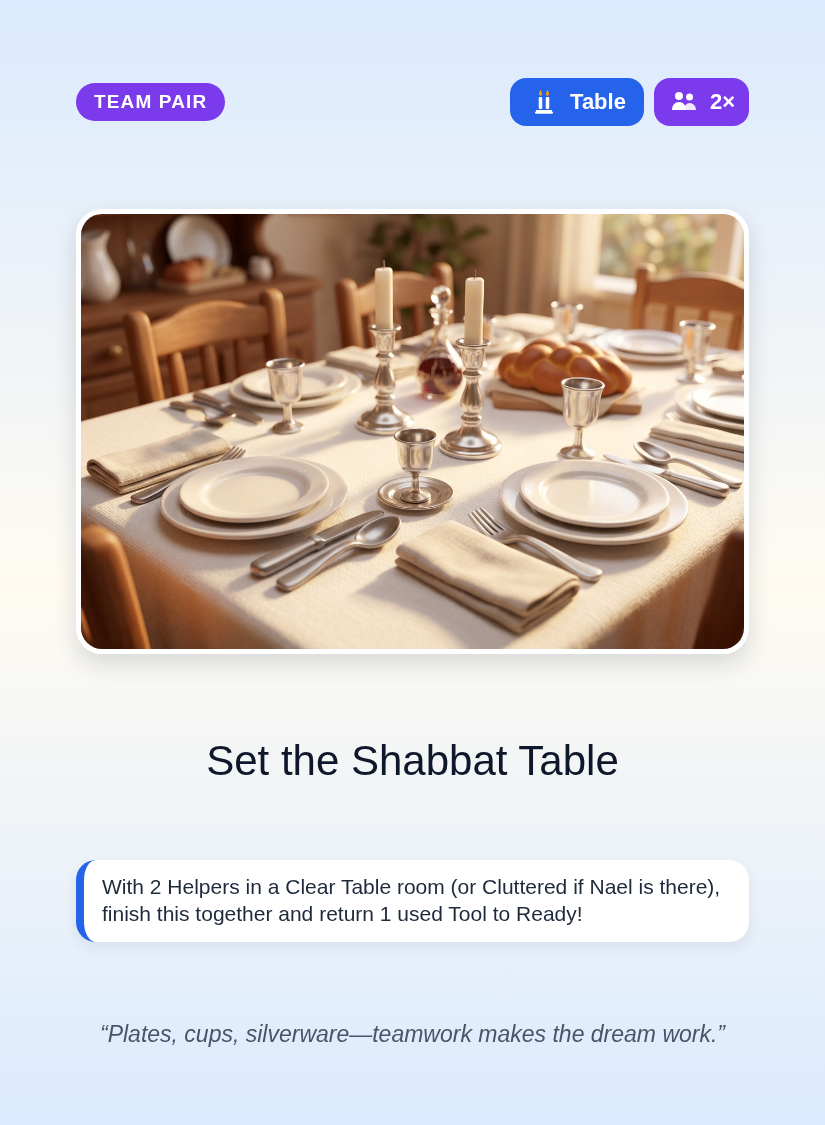 TEAM PAIR
Table
2×
Set the Shabbat Table
With 2 Helpers in a Clear Table room (or Cluttered if Nael is there),
finish this together and return 1 used Tool to Ready!
“Plates, cups, silverware—teamwork makes the dream work.”